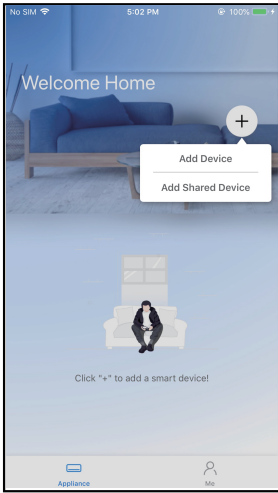 No SIM 5:02 PM 100%
Welcome Home
+
Add Device
Add Shared Device
Click "+" to add a smart device!
Appliance Me